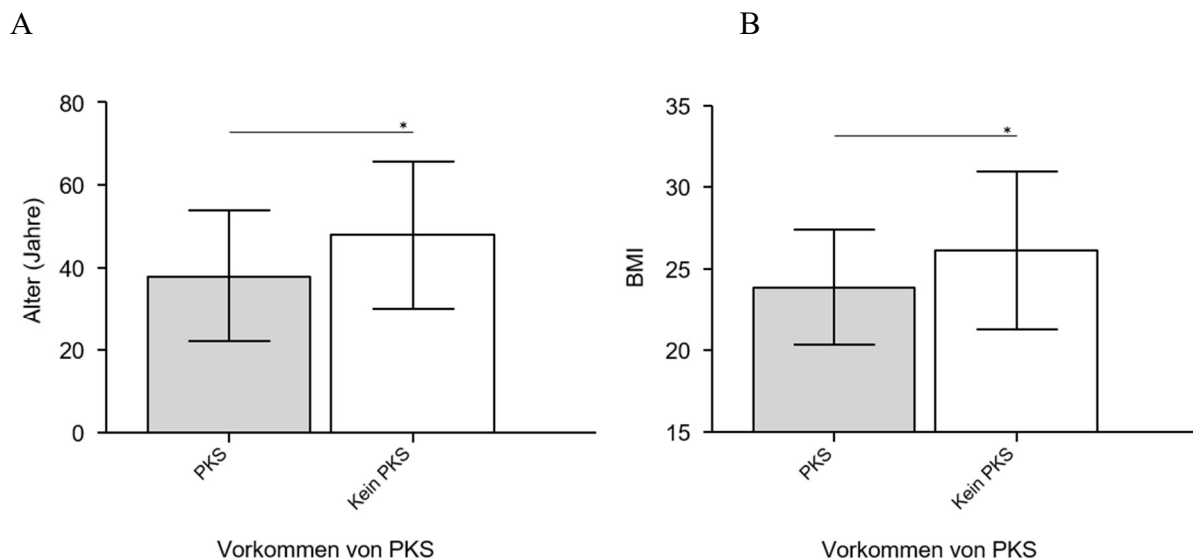 A
B
80
60
40
20
0
Alter (Jahre)
*
PKS
Kein PKS
Vorkommen von PKS
35
30
25
20
15
BMI
*
PKS
Kein PKS
Vorkommen von PKS